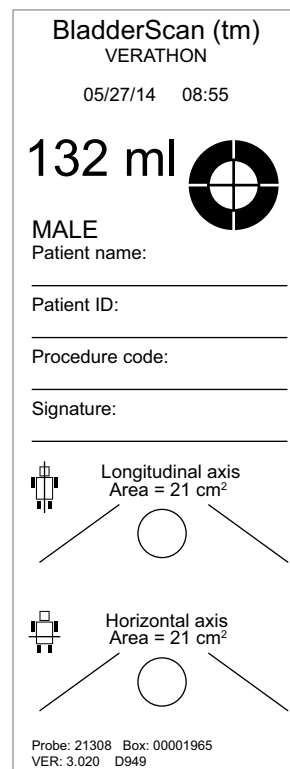 BladderScan (tm)
VERATHON
05/27/14 08:55
132 ml
MALE
Patient name:
Patient ID:
Procedure code:
Signature:
Longitudinal axis
Area = 21 cm²
Horizontal axis
Area = 21 cm²
Probe: 21308 Box: 00001965
VER: 3.020 D949